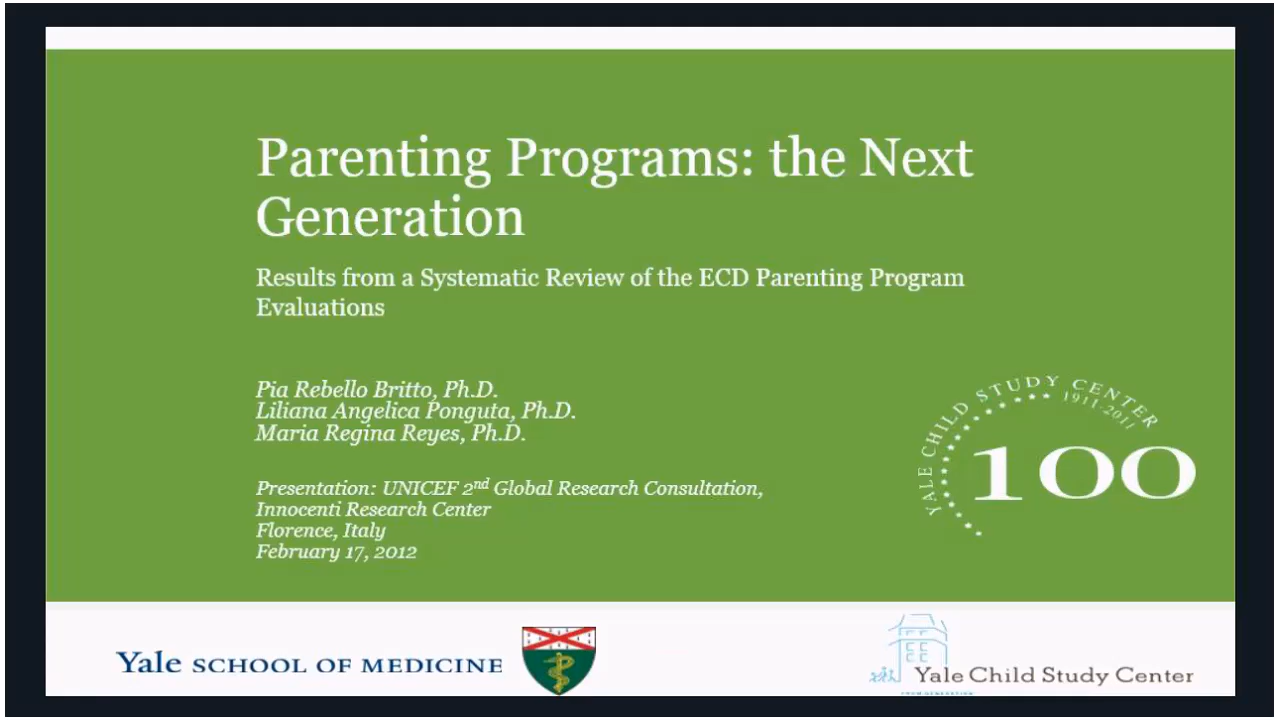 Parenting Programs: the Next
Generation
Results from a Systematic Review of the ECD Parenting Program
Evaluations
Pia Rebello Britto, Ph.D.
Liliana Angelica Ponguta, Ph.D.
Maria Regina Reyes, Ph.D.
Presentation: UNICEF 2nd Global Research Consultation,
Innocenti Research Center
Florence, Italy
February 17, 2012
YALE CHILD STUDY CENTER
1911-2011
100
Yale SCHOOL OF MEDICINE
Yale Child Study Center